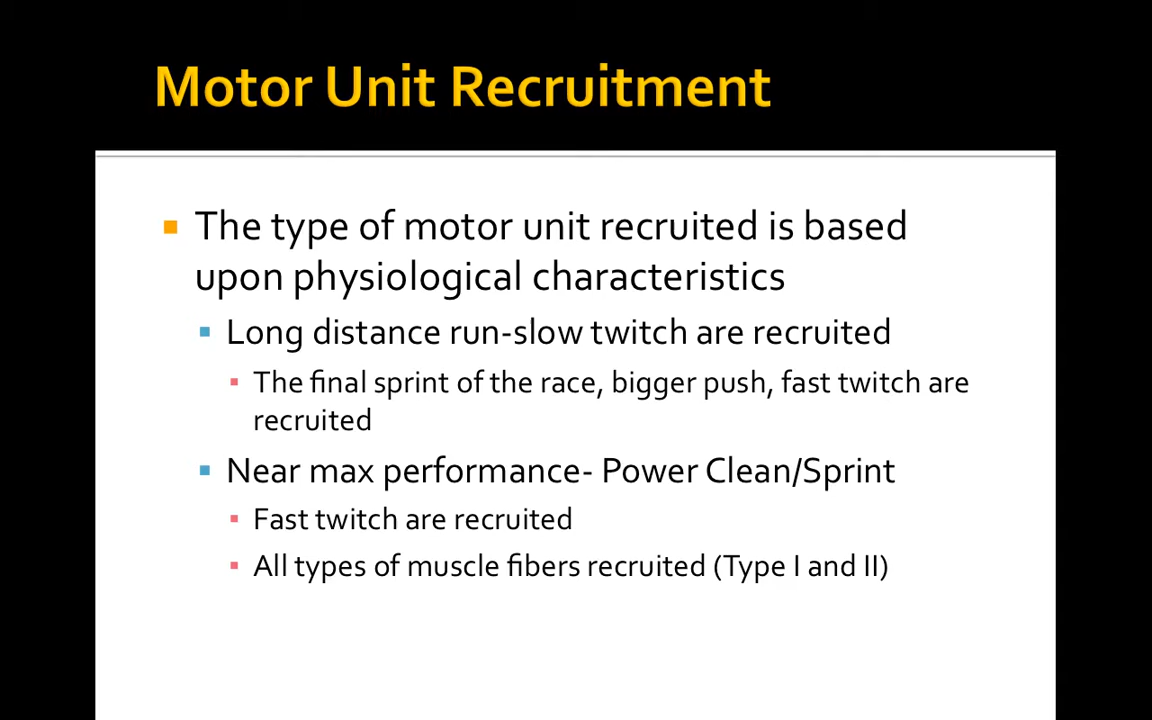 Motor Unit Recruitment
The type of motor unit recruited is based
upon physiological characteristics
Long distance run-slow twitch are recruited
The final sprint of the race, bigger push, fast twitch are
recruited
Near max performance- Power Clean/Sprint
Fast twitch are recruited
All types of muscle fibers recruited (Type I and II)